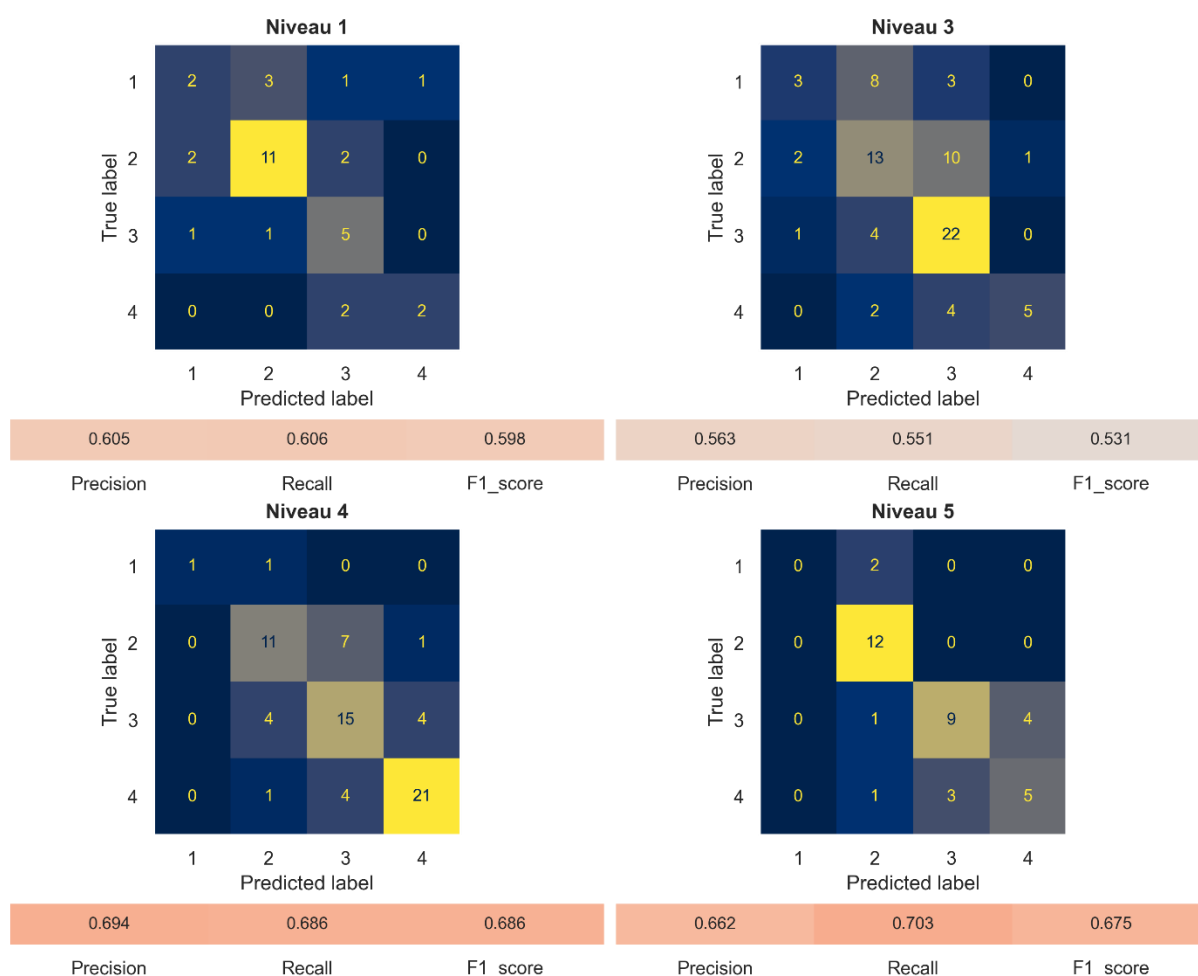 Niveau 1
1 2 3 1 1
2 2 11 2 0
3 1 1 5 0
4 0 0 2 2
True label
1 2 3 4
Predicted label
0.605 0.606 0.598
Precision Recall F1_score
Niveau 3
1 3 8 3 0
2 2 13 10 1
3 1 4 22 0
4 0 2 4 5
True label
1 2 3 4
Predicted label
0.563 0.551 0.531
Precision Recall F1_score
Niveau 4
1 1 1 0 0
2 0 11 7 1
3 0 4 15 4
4 0 1 4 21
True label
1 2 3 4
Predicted label
0.694 0.686 0.686
Precision Recall F1 score
Niveau 5
1 0 2 0 0
2 0 12 0 0
3 0 1 9 4
4 0 1 3 5
True label
1 2 3 4
Predicted label
0.662 0.703 0.675
Precision Recall F1 score